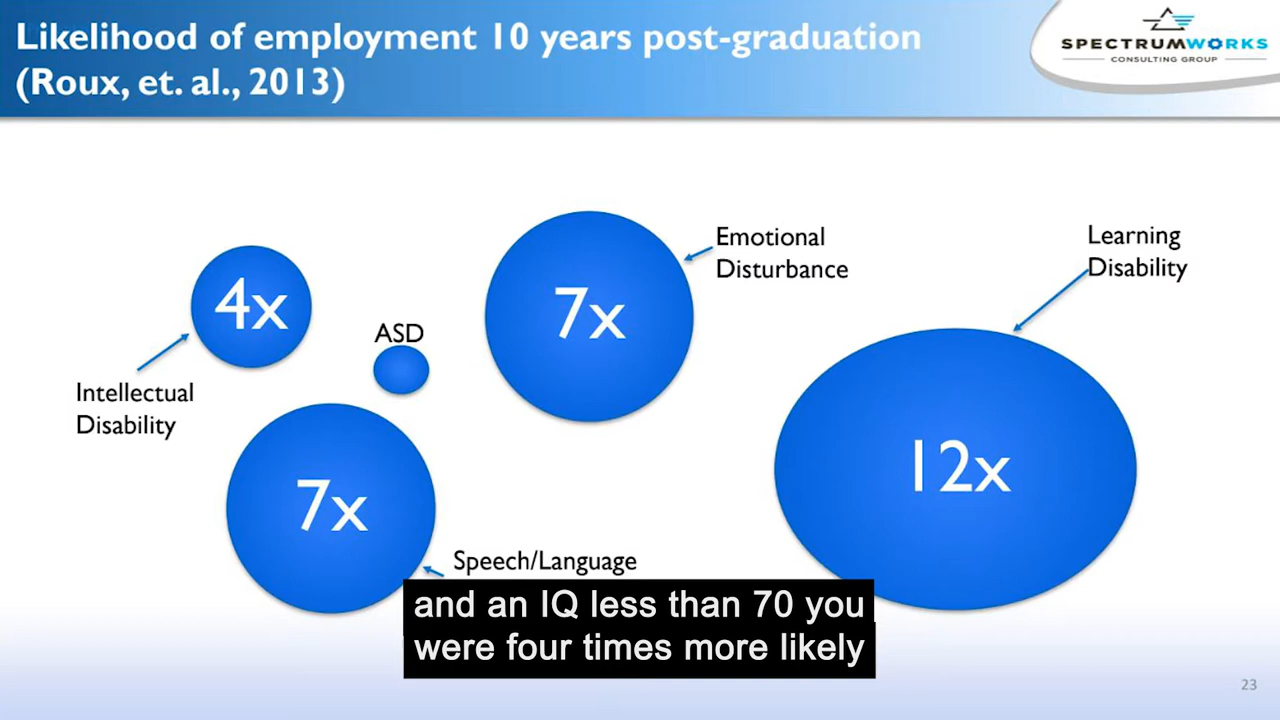 Likelihood of employment 10 years post-graduation
(Roux, et. al., 2013)
SPECTRUMWORKS
CONSULTING GROUP
4x
Intellectual
Disability
ASD
7x
Emotional
Disturbance
Learning
Disability
12x
7x
Speech/Language
and an IQ less than 70 you
were four times more likely
23